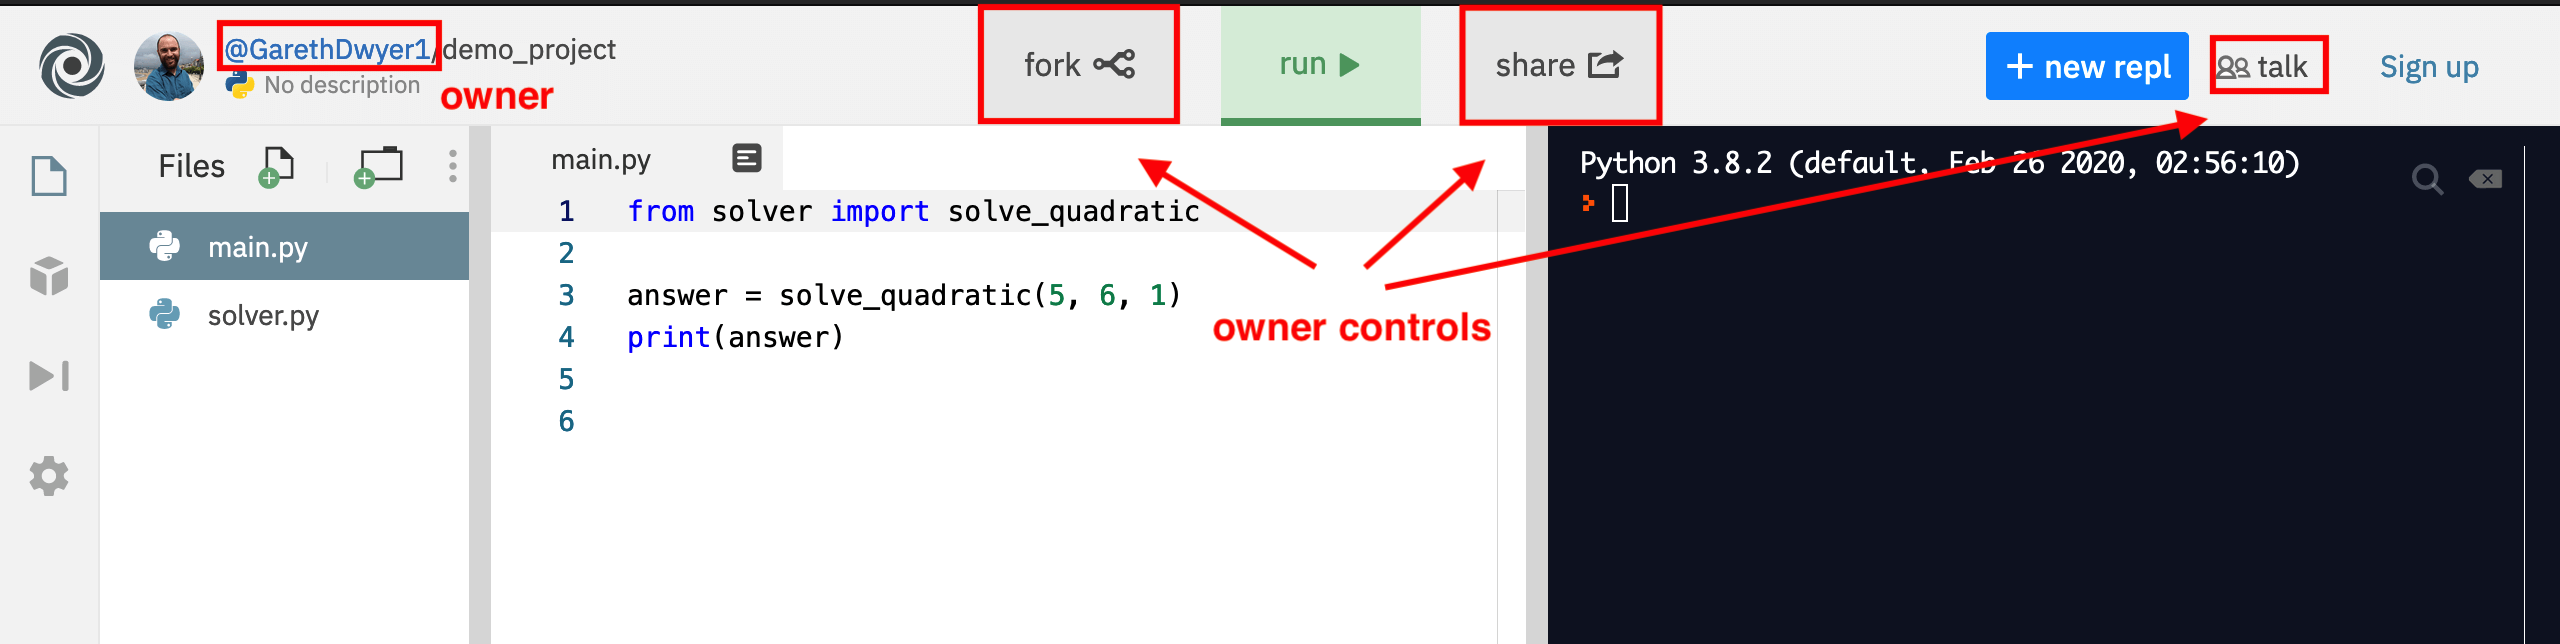 @GarethDwyer1/demo_project
No description
owner
fork
run
share
+ new repl
talk
Sign up
Files
main.py
solver.py
main.py
1 from solver import solve_quadratic
2
3 answer = solve_quadratic(5, 6, 1)
4 print(answer)
5
6
owner controls
Python 3.8.2 (default, Feb 26 2020, 02:56:10)